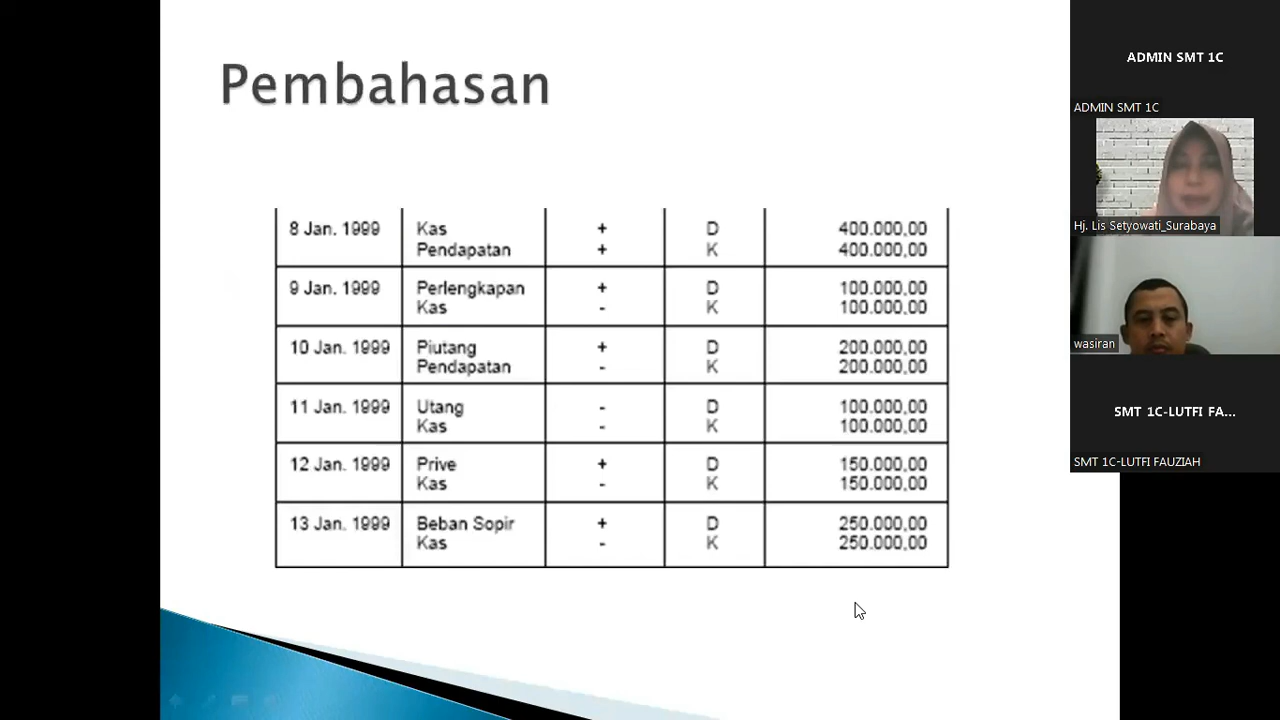 Pembahasan
8 Jan. 1999 Kas + D 400.000,00
Pendapatan + K 400.000,00
9 Jan. 1999 Perlengkapan + D 100.000,00
Kas - K 100.000,00
10 Jan. 1999 Piutang + D 200.000,00
Pendapatan - K 200.000,00
11 Jan. 1999 Utang - D 100.000,00
Kas - K 100.000,00
12 Jan. 1999 Prive + D 150.000,00
Kas - K 150.000,00
13 Jan. 1999 Beban Sopir + D 250.000,00
Kas - K 250.000,00
ADMIN SMT 1C
ADMIN SMT 1C
Hj. Lis Setyowati_Surabaya
wasiran
SMT 1C-LUTFI FA...
SMT 1C-LUTFI FAUZIAH